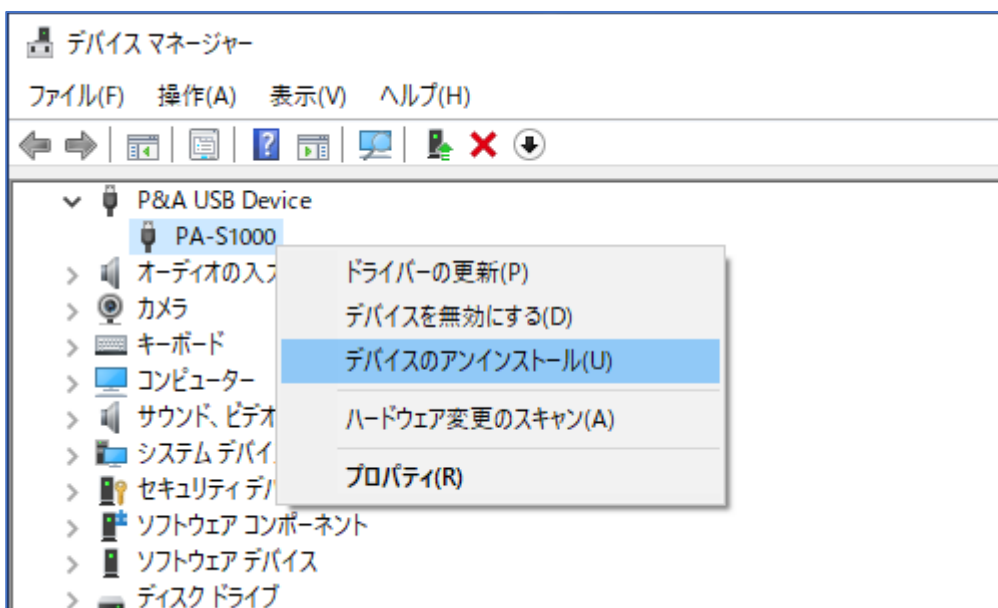 デバイス マネージャー
ファイル(F) 操作(A) 表示(V) ヘルプ(H)
P&A USB Device
PA-S1000
オーディオの入
カメラ
キーボード
コンピューター
サウンド、ビデオ
システム デバイ
セキュリティ デバ
ソフトウェア コンポーネント
ソフトウェア デバイス
ディスク ドライブ
ドライバーの更新(P)
デバイスを無効にする(D)
デバイスのアンインストール(U)
ハードウェア変更のスキャン(A)
プロパティ(R)